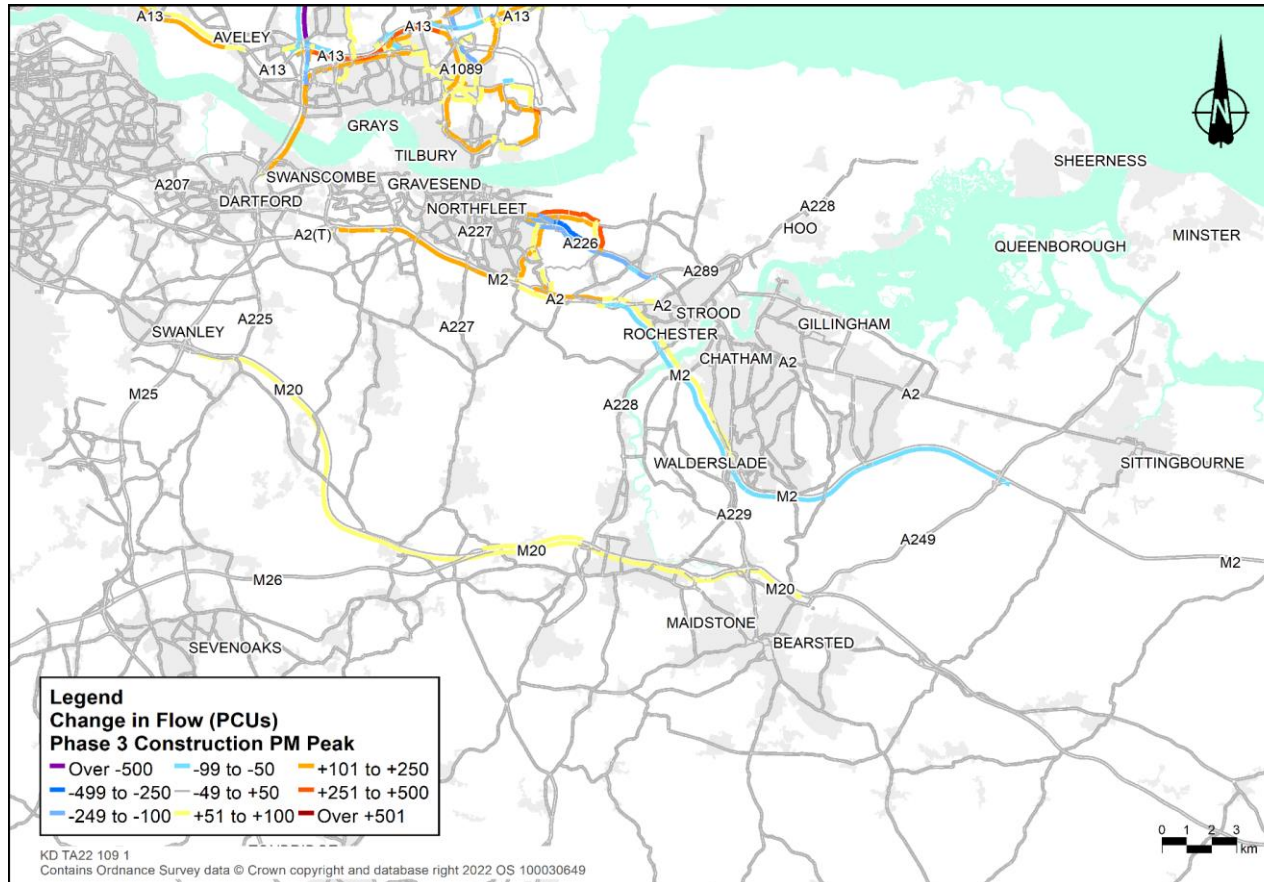 A13
A13
A13
AVELEY
A13
A13
A1089
GRAYS
TILBURY
SHEERNESS
SWANSCOMBE
GRAVESEND
A207
DARTFORD
NORTHFLEET
A228
HOO
A227
A226
QUEENBOROUGH
MINSTER
A2(T)
A289
M2
A2
A2
STROOD
GILLINGHAM
SWANLEY
A225
A227
ROCHESTER
CHATHAM
A2
M25
M20
M2
A2
A228
WALDERSLADE
SITTINGBOURNE
M2
A229
A249
M20
M2
M26
M20
MAIDSTONE
BEARSTED
SEVENOAKS
N
Legend
Change in Flow (PCUs)
Phase 3 Construction PM Peak
Over -500 -99 to -50 +101 to +250
-499 to -250 -49 to +50 +251 to +500
-249 to -100 +51 to +100 Over +501
0 1 2 3
km
KD TA22 109 1
Contains Ordnance Survey data © Crown copyright and database right 2022 OS 100030649